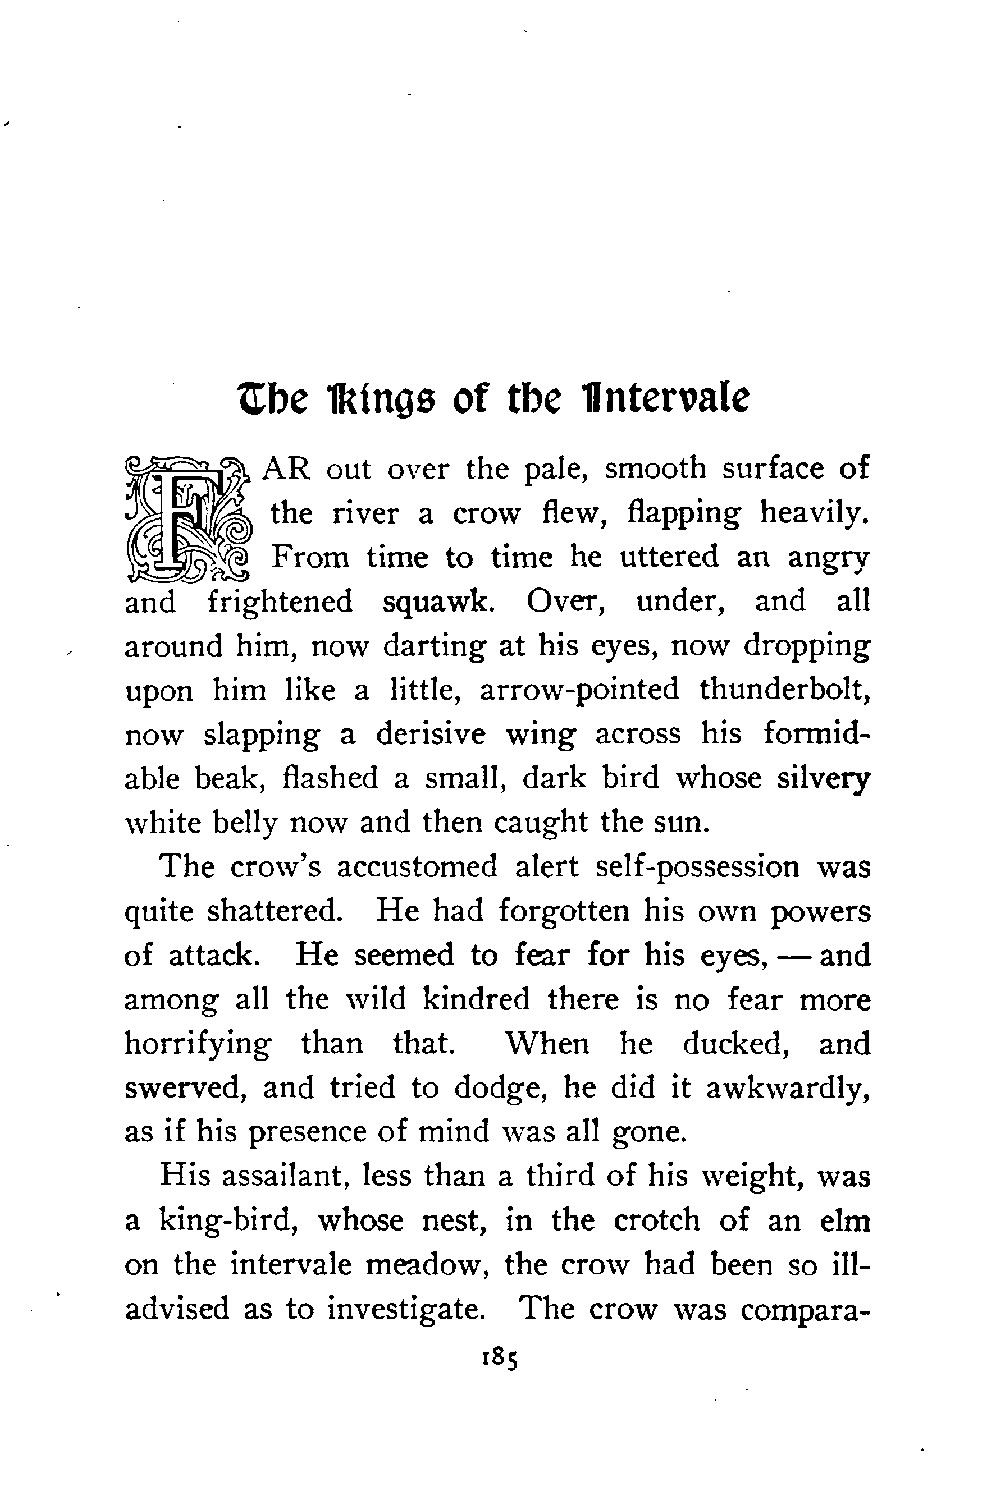 The Kings of the Intervale
FAR out over the pale, smooth surface of
the river a crow flew, flapping heavily.
From time to time he uttered an angry
and frightened squawk. Over, under, and all
around him, now darting at his eyes, now dropping
upon him like a little, arrow-pointed thunderbolt,
now slapping a derisive wing across his formid-
able beak, flashed a small, dark bird whose silvery
white belly now and then caught the sun.
The crow's accustomed alert self-possession was
quite shattered. He had forgotten his own powers
of attack. He seemed to fear for his eyes, — and
among all the wild kindred there is no fear more
horrifying than that. When he ducked, and
swerved, and tried to dodge, he did it awkwardly,
as if his presence of mind was all gone.
His assailant, less than a third of his weight, was
a king-bird, whose nest, in the crotch of an elm
on the intervale meadow, the crow had been so ill-
advised as to investigate. The crow was compara-
185